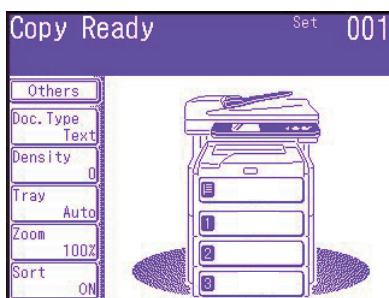 Copy Ready
Set 001
Others
Doc.Type
Text
Density
0
Tray
Auto
Zoom
100%
Sort
ON
1
2
3